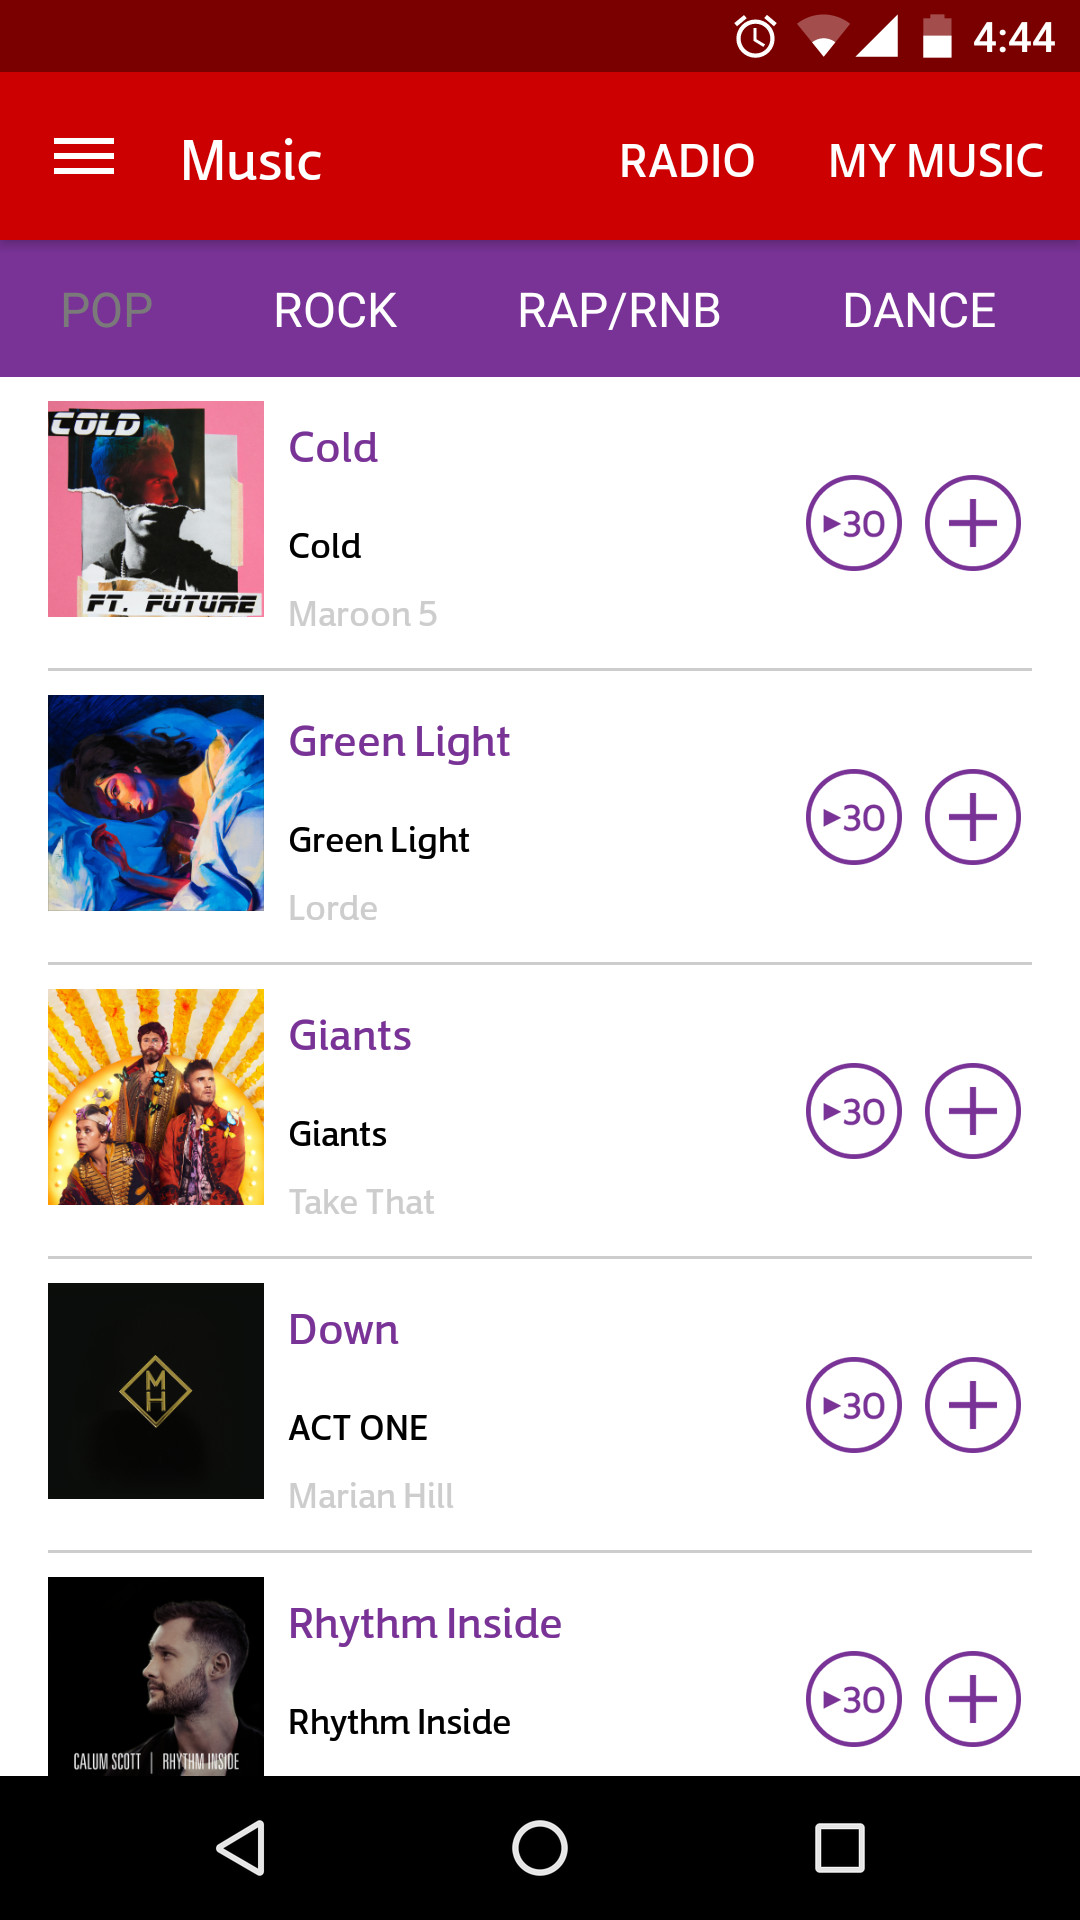 4:44
Music RADIO MY MUSIC
POP ROCK RAP/RNB DANCE
COLD
FT. FUTURE
Cold
Cold
Maroon 5
30
Green Light
Green Light
Lorde
30
Giants
Giants
Take That
30
M
H
Down
ACT ONE
Marian Hill
30
CALUM SCOTT | RHYTHM INSIDE
Rhythm Inside
Rhythm Inside
30